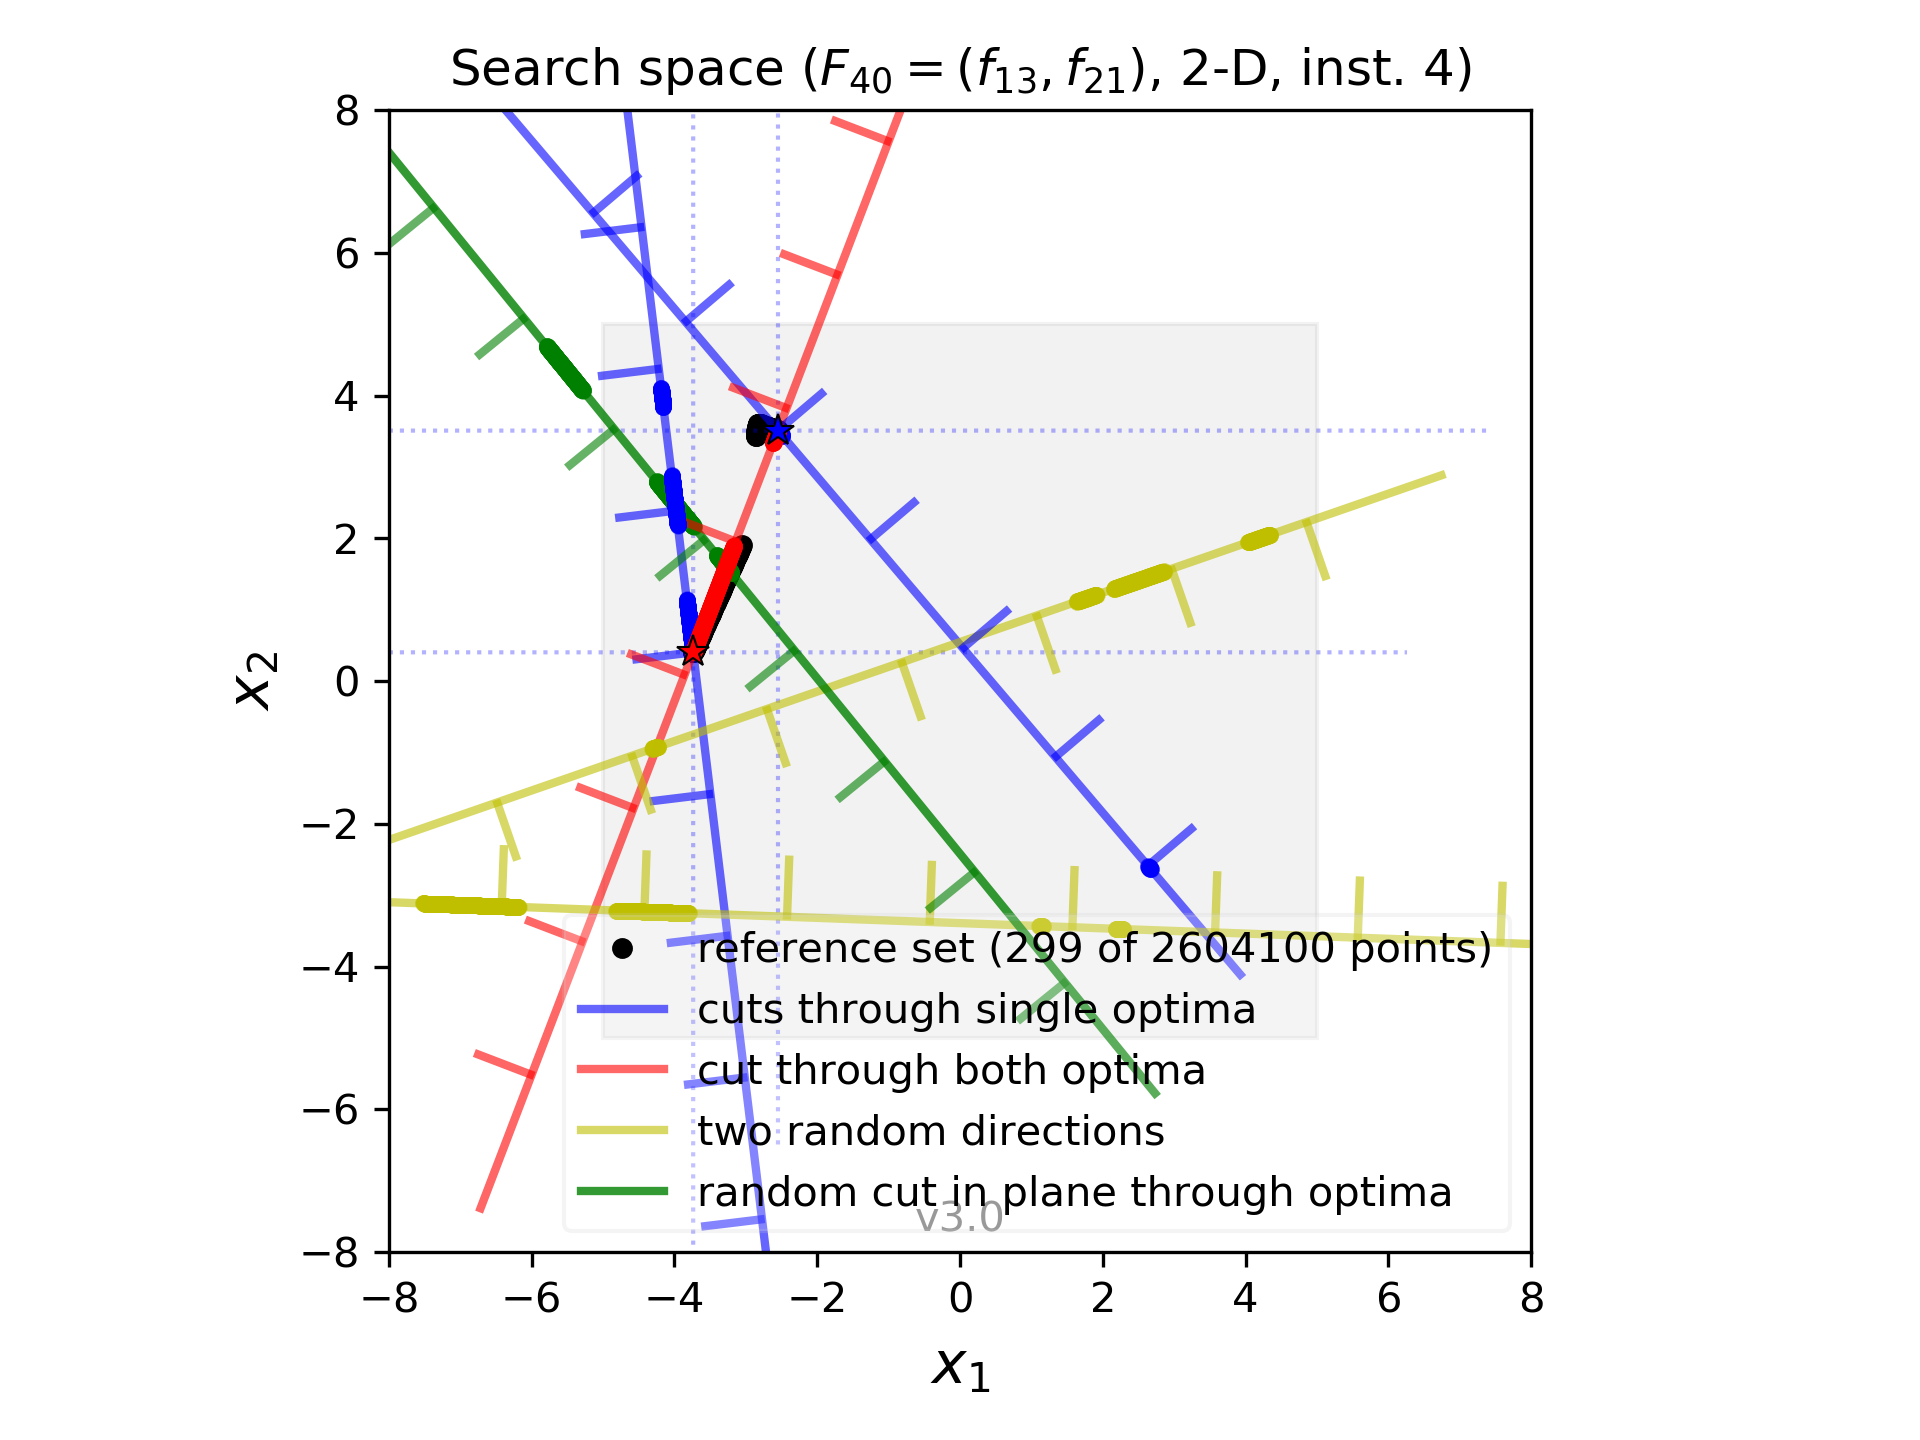 Search space (F₄₀ = (f₁₃, f₂₁), 2-D, inst. 4)
8
6
4
2
0
−2
−4
−6
−8
x₂
reference set (299 of 2604100 points)
cuts through single optima
cut through both optima
two random directions
random cut in plane through optima
v3.0
−8 −6 −4 −2 0 2 4 6 8
x₁